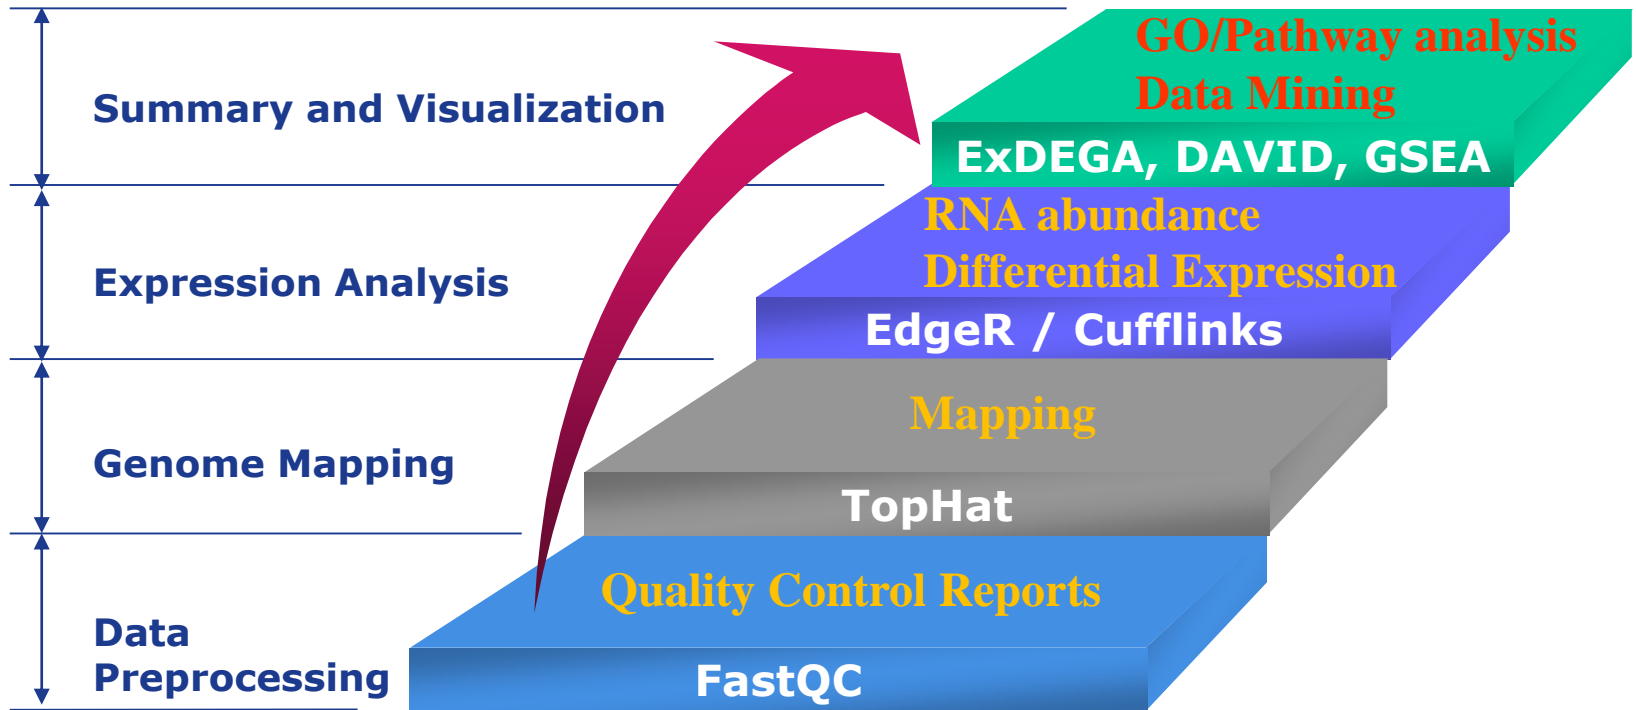 GO/Pathway analysis
Data Mining
Summary and Visualization
ExDEGA, DAVID, GSEA
RNA abundance
Differential Expression
Expression Analysis
EdgeR / Cufflinks
Mapping
Genome Mapping
TopHat
Quality Control Reports
Data
Preprocessing
FastQC